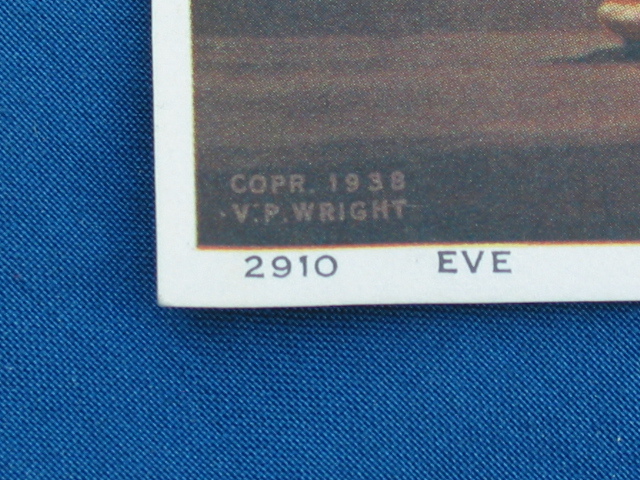 COPR. 1938
V.P. WRIGHT
2910 EVE